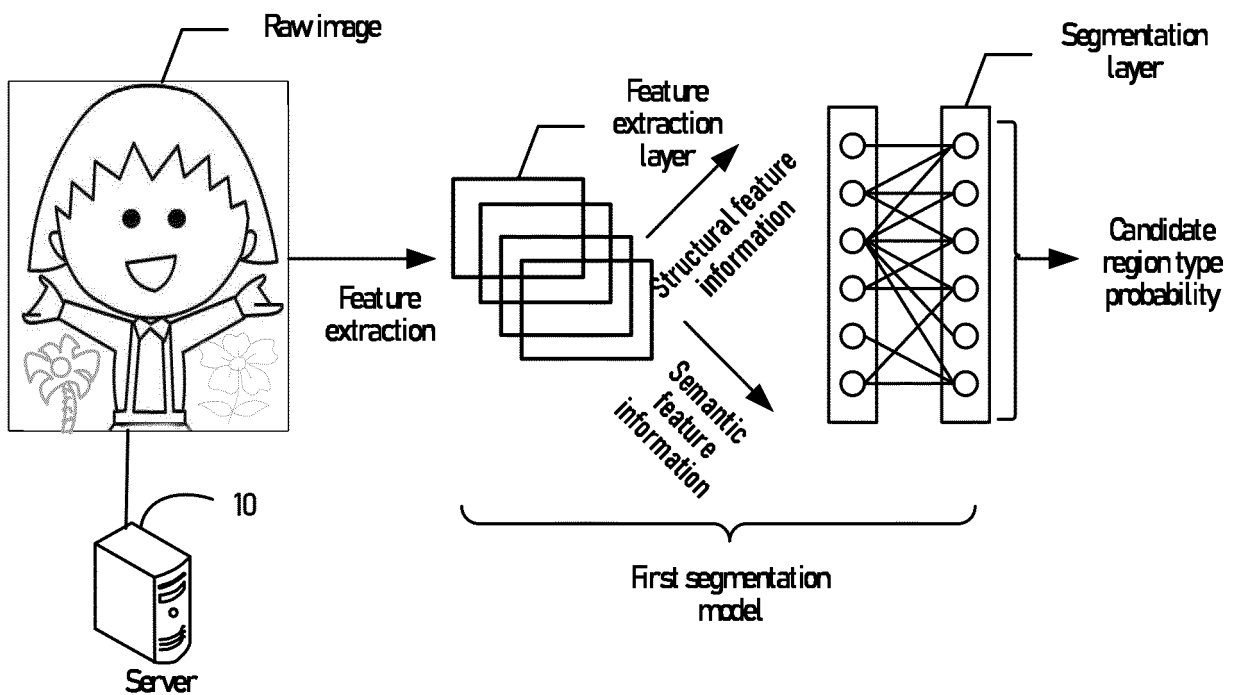 Raw image
Segmentation
layer
Feature
extraction
layer
Structural feature
information
Candidate
region type
probability
Feature
extraction
Semantic
feature
information
10
First segmentation
model
Server